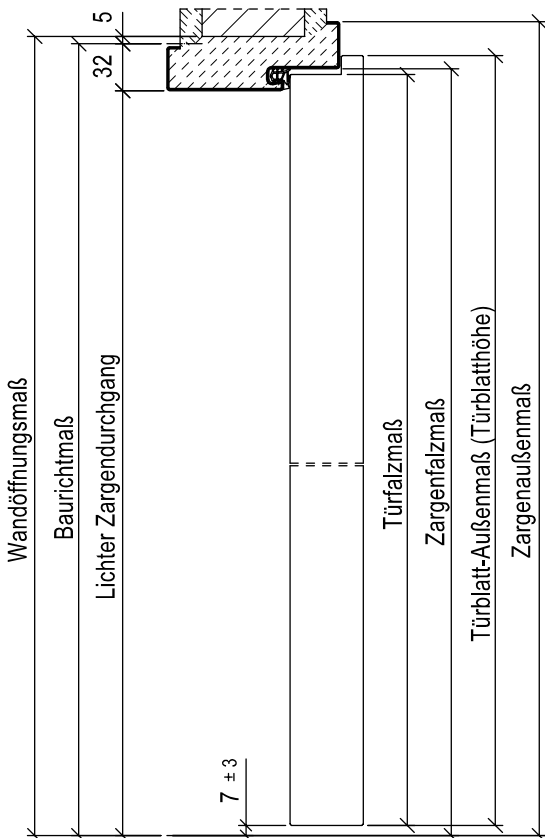 5
32
Wandöffnungsmaß
Baurichtmaß
Lichter Zargendurchgang
7 ± 3
Türfalzmaß
Zargenfalzmaß
Türblatt-Außenmaß (Türblatthöhe)
Zargenaußenmaß